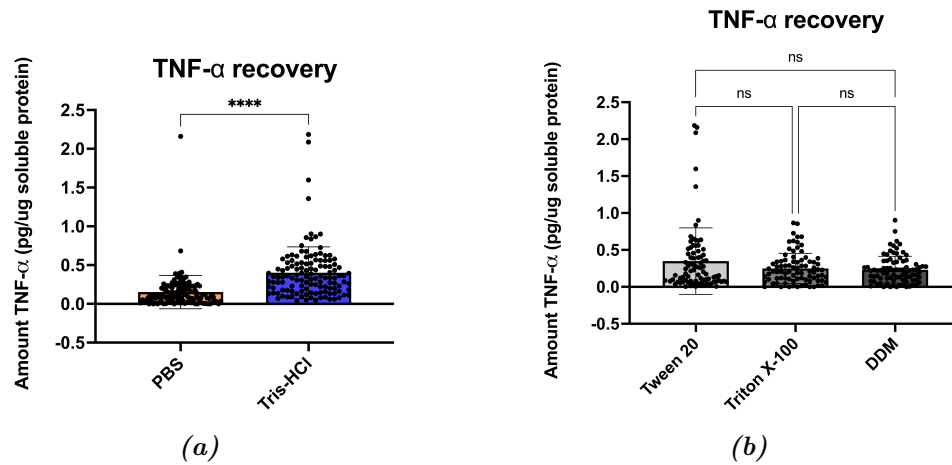 TNF-α recovery
Amount TNF-α (pg/ug soluble protein)
****
2.5
2.0
1.5
1.0
0.5
0.0
-0.5
PBS
Tris-HCl
(a)
TNF-α recovery
Amount TNF-α (pg/ug soluble protein)
ns
ns
ns
2.5
2.0
1.5
1.0
0.5
0.0
-0.5
Tween 20
Triton X-100
DDM
(b)